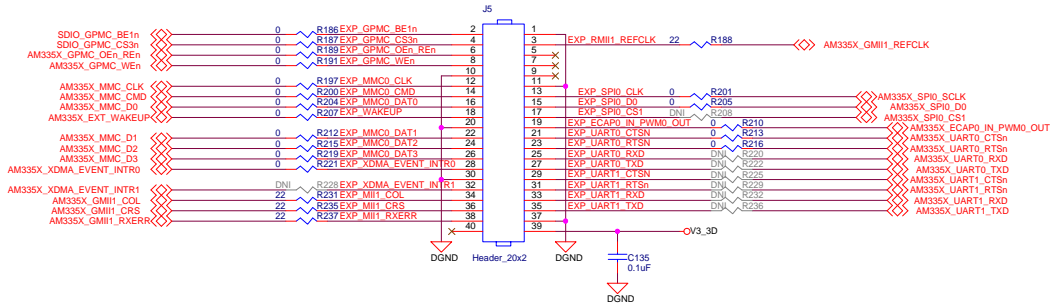 J5
SDIO_GPMC_BE1n 0 R186 EXP_GPMC_BE1n 2 1
SDIO_GPMC_CS3n 0 R187 EXP_GPMC_CS3n 4 3 EXP_RMII1_REFCLK 22 R188 AM335X_GMII1_REFCLK
AM335X_GPMC_OEn_REn 0 R189 EXP_GPMC_OEn_REn 6 5
AM335X_GPMC_WEn 0 R191 EXP_GPMC_WEn 8 7
10 9
AM335X_MMC_CLK 0 R197 EXP_MMC0_CLK 12 11
AM335X_MMC_CMD 0 R200 EXP_MMC0_CMD 14 13 EXP_SPI0_CLK 0 R201 AM335X_SPI0_SCLK
AM335X_MMC_D0 0 R204 EXP_MMC0_DAT0 16 15 EXP_SPI0_D0 0 R205 AM335X_SPI0_D0
AM335X_EXT_WAKEUP 0 R207 EXP_WAKEUP 18 17 EXP_SPI0_CS1 DNI R208 AM335X_SPI0_CS1
20 19 EXP_ECAP0_IN_PWM0_OUT 0 R210 AM335X_ECAP0_IN_PWM0_OUT
AM335X_MMC_D1 0 R212 EXP_MMC0_DAT1 22 21 EXP_UART0_CTSN 0 R213 AM335X_UART0_CTSn
AM335X_MMC_D2 0 R215 EXP_MMC0_DAT2 24 23 EXP_UART0_RTSN 0 R216 AM335X_UART0_RTSn
AM335X_MMC_D3 0 R219 EXP_MMC0_DAT3 26 25 EXP_UART0_RXD DNI R220 AM335X_UART0_RXD
AM335X_XDMA_EVENT_INTR0 0 R221 EXP_XDMA_EVENT_INTR0 28 27 EXP_UART0_TXD DNI R222 AM335X_UART0_TXD
30 29 EXP_UART1_CTSN DNI R225 AM335X_UART1_CTSn
AM335X_XDMA_EVENT_INTR1 DNI R228 EXP_XDMA_EVENT_INTR1 32 31 EXP_UART1_RTSn DNI R229 AM335X_UART1_RTSn
AM335X_GMII1_COL 22 R231 EXP_MII1_COL 34 33 EXP_UART1_RXD DNI R232 AM335X_UART1_RXD
AM335X_GMII1_CRS 22 R235 EXP_MII1_CRS 36 35 EXP_UART1_TXD DNI R236 AM335X_UART1_TXD
AM335X_GMII1_RXERR 22 R237 EXP_MII1_RXERR 38 37
40 39 V3_3D
DGND Header_20x2 DGND C135
0.1uF
DGND